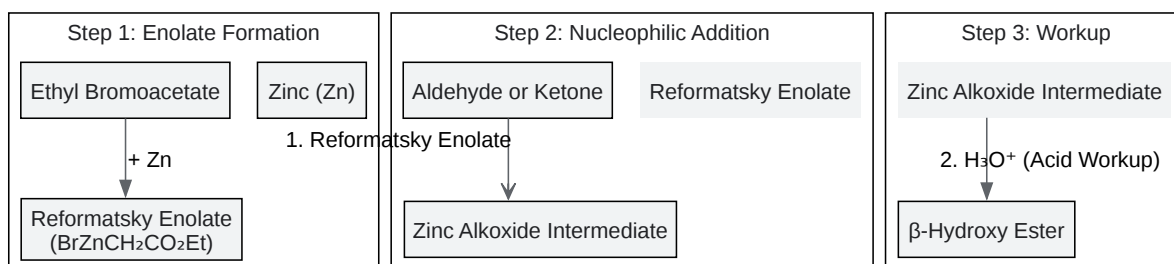 Step 1: Enolate Formation
Ethyl Bromoacetate
Zinc (Zn)
+ Zn
Reformatsky Enolate
(BrZnCH₂CO₂Et)
Step 2: Nucleophilic Addition
Aldehyde or Ketone
Reformatsky Enolate
1. Reformatsky Enolate
Zinc Alkoxide Intermediate
Step 3: Workup
Zinc Alkoxide Intermediate
2. H₃O⁺ (Acid Workup)
β-Hydroxy Ester